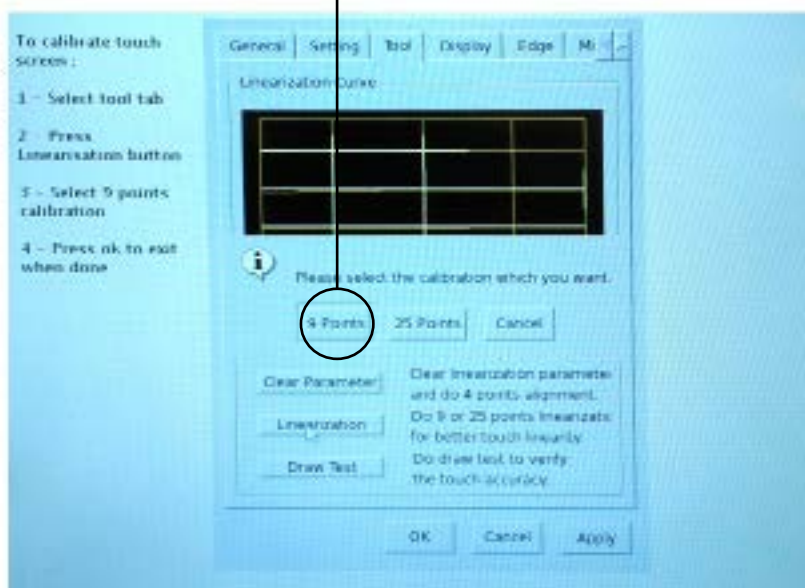 To calibrate touch
screen :
1 - Select tool tab
2 - Press
Linearisation button
3 - Select 9 points
calibration
4 - Press ok to exit
when done
General Setting Tool Display Edge Mi
Linearization Curve
Please select the calibration which you want.
9 Points 25 Points Cancel
Clear Parameter
Clear linearization parameter
and do 4 points alignment.
Linearization
Do 9 or 25 points linearizatio
for better touch linearity.
Draw Test
Do draw test to verify
the touch accuracy.
OK Cancel Apply